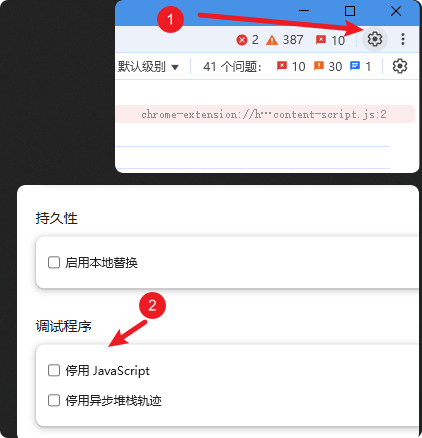 1
2 387 10
默认级别 41 个问题: 10 30 1
chrome-extension://h…content-script.js:2
持久性
启用本地替换
2
调试程序
停用 JavaScript
停用异步堆栈轨迹